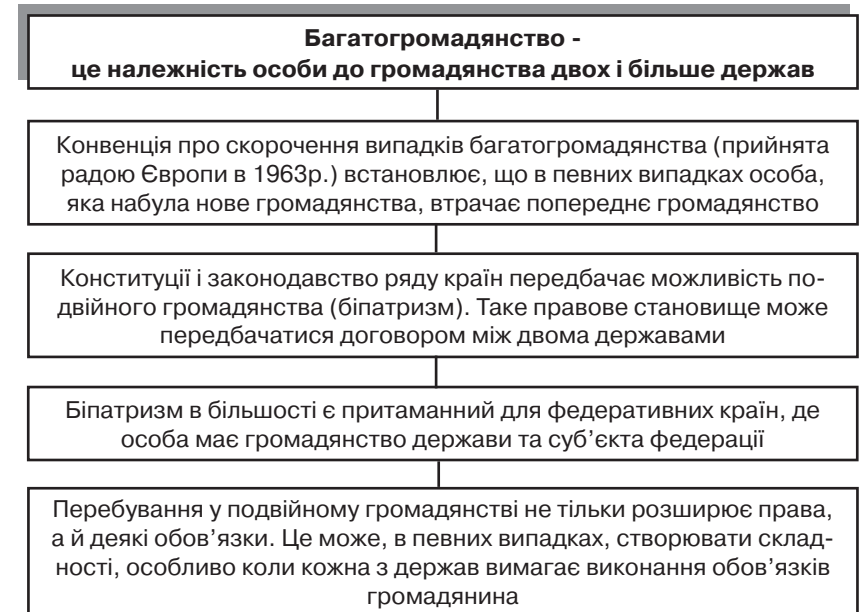 Багатогромадянство -
це належність особи до громадянства двох і більше держав
Конвенція про скорочення випадків багатогромадянства (прийнята
радою Європи в 1963р.) встановлює, що в певних випадках особа,
яка набула нове громадянства, втрачає попереднє громадянство
Конституції і законодавство ряду країн передбачає можливість по-
двійного громадянства (біпатризм). Таке правове становище може
передбачатися договором між двома державами
Біпатризм в більшості є притаманний для федеративних країн, де
особа має громадянство держави та суб’єкта федерації
Перебування у подвійному громадянстві не тільки розширює права,
а й деякі обов’язки. Це може, в певних випадках, створювати склад-
ності, особливо коли кожна з держав вимагає виконання обов’язків
громадянина